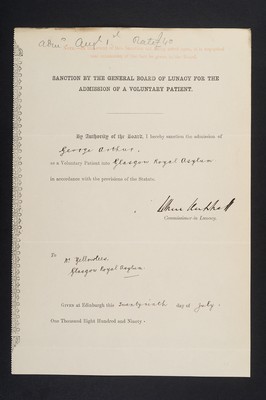 SANCTION BY THE GENERAL BOARD OF LUNACY FOR THE
ADMISSION OF A VOLUNTARY PATIENT.
By Authority of the Board, I hereby sanction the admission of
George Arthur.
as a Voluntary Patient into Glasgow Royal Asylum
in accordance with the provisions of the Statute.
Commissioner in Lunacy.
To
Dr Yellowlees
Glasgow Royal Asylum
Given at Edinburgh this Twenty ninth day of July.
One Thousand Eight Hundred and Ninety-